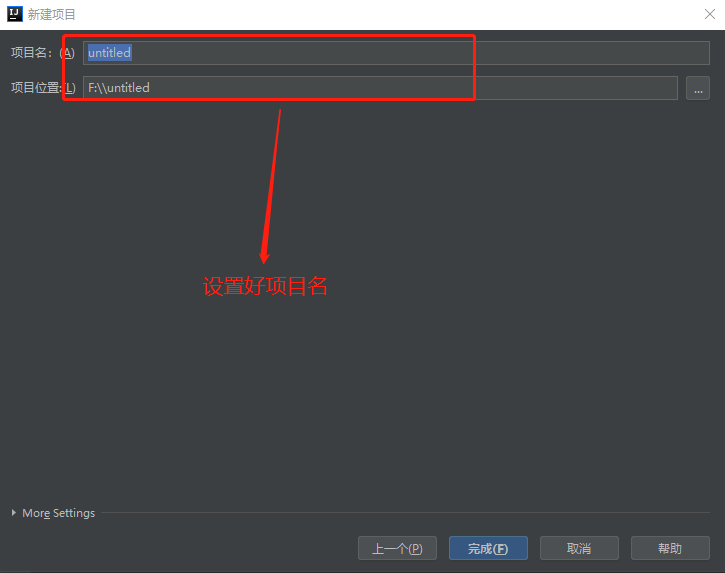 IJ 新建项目
项目名：(A) untitled
项目位置:(L) F:\\untitled ...
设置好项目名
More Settings
上一个(P) 完成(F) 取消 帮助